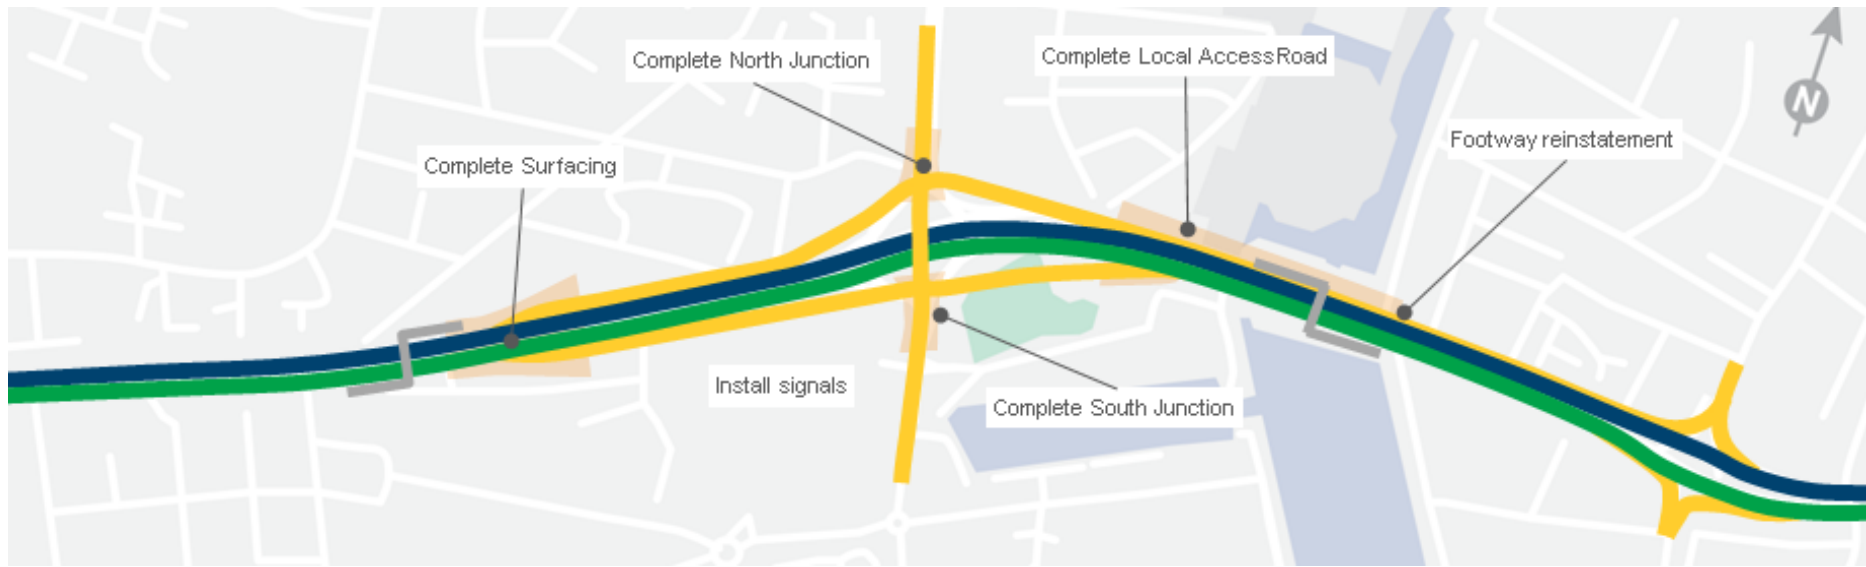 Complete North Junction
Complete Local AccessRoad
N
Footway reinstatement
Complete Surfacing
Install signals
Complete South Junction